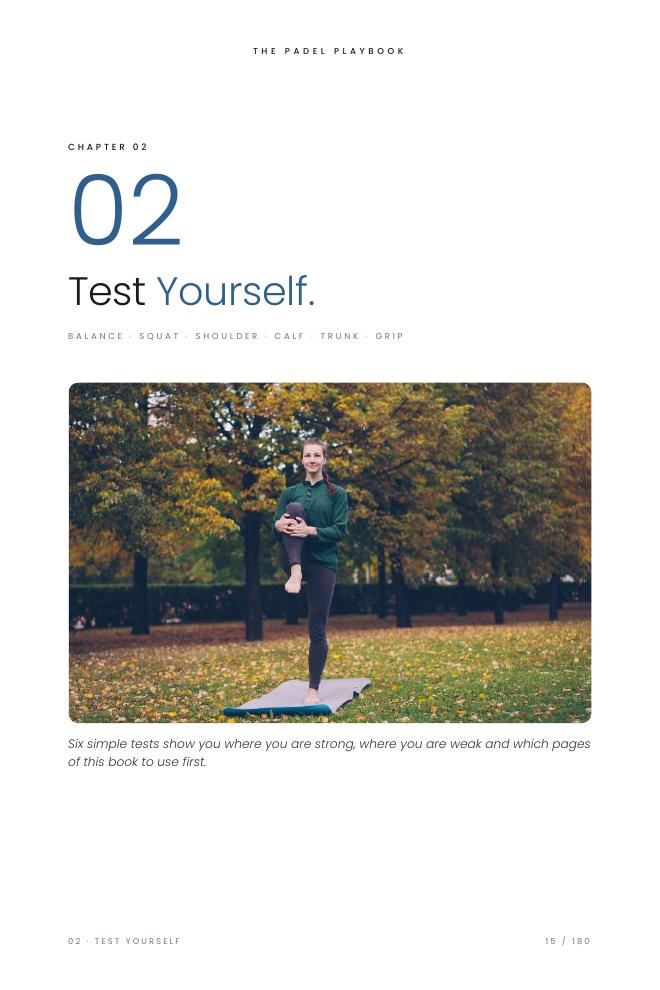 THE PADEL PLAYBOOK
CHAPTER 02
02
Test Yourself.
BALANCE · SQUAT · SHOULDER · CALF · TRUNK · GRIP
Six simple tests show you where you are strong, where you are weak and which pages
of this book to use first.
02 · TEST YOURSELF
15 / 180